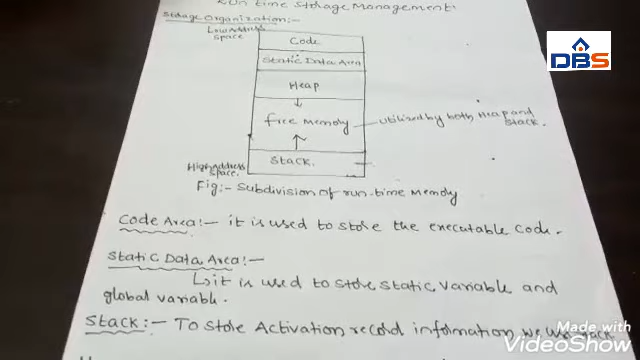 Run time Storage Management
Storage Organization:-
Low Address
Space
Code
Static Data Area
Heap
Free Memory
utilized by both Heap and
Stack.
Stack.
High Address
Space.
Fig:- Subdivision of run-time Memory
Code Area:- it is used to store the executable code.
Static Data Area:-
it is used to store static variable and
global variable.
Stack:- To store Activation record information we use
DBS
Made with
VideoShow